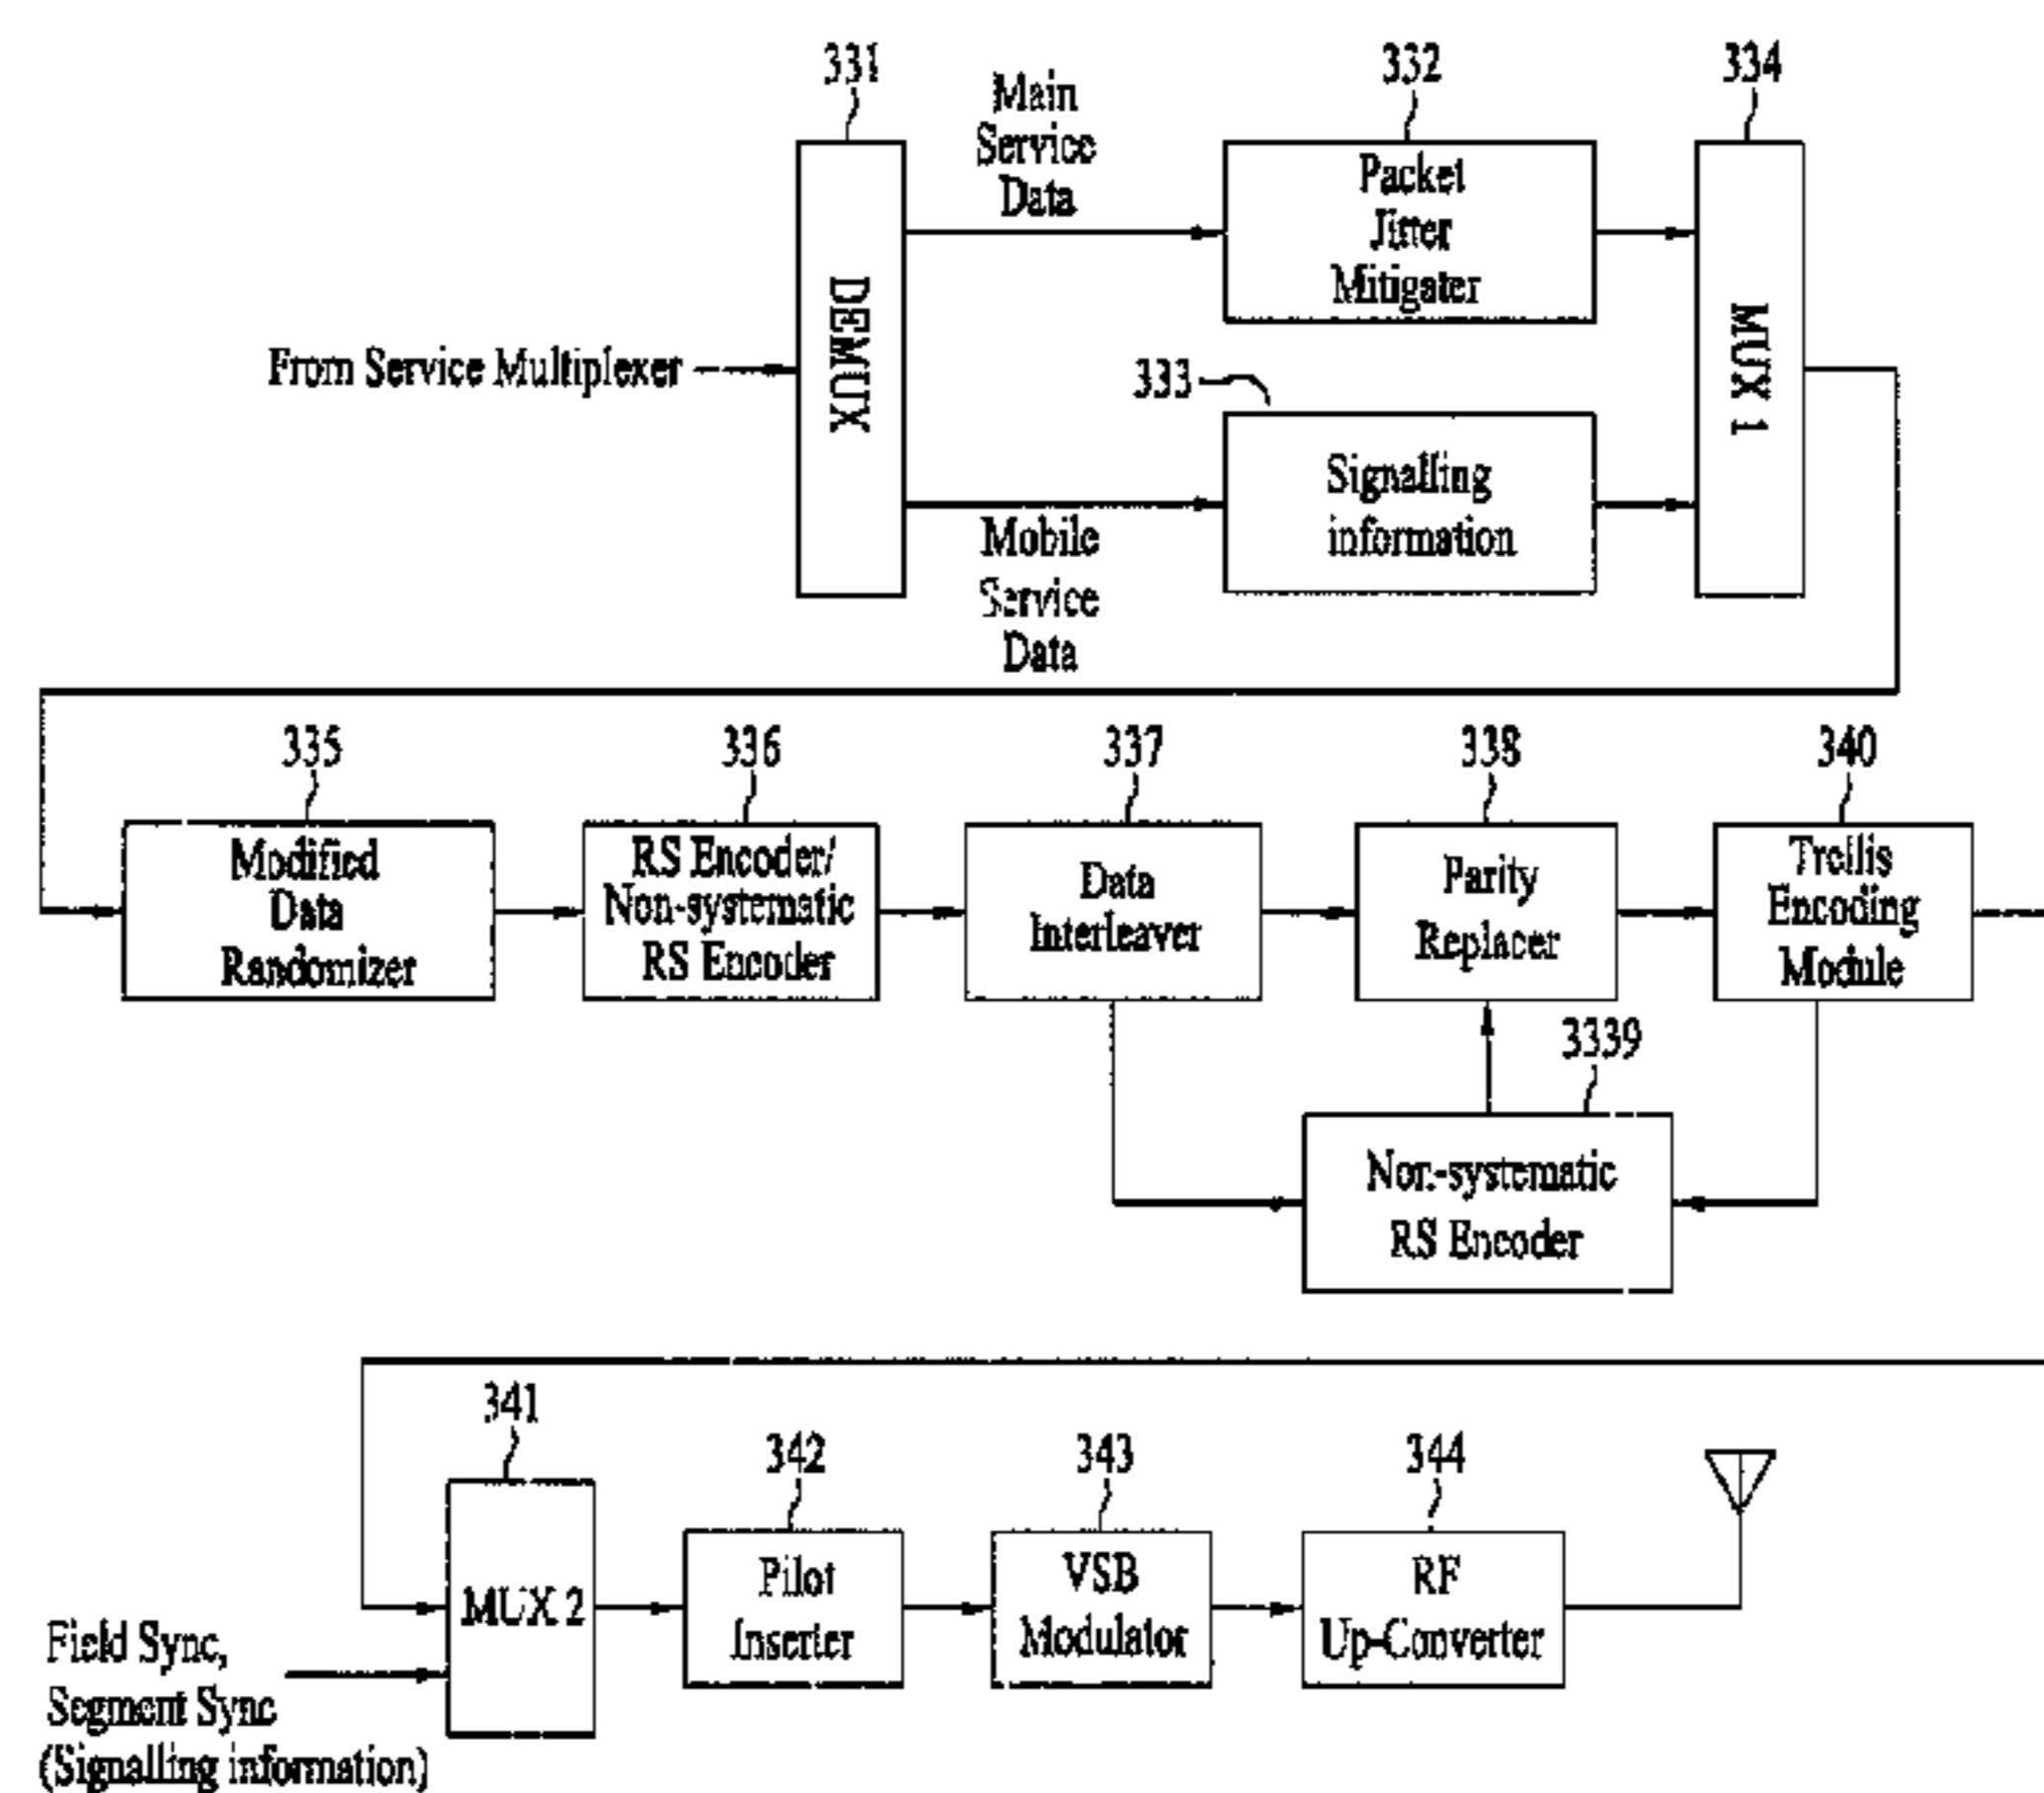 331
332
334
Main
Service
Data
Packet
Jitter
Mitigater
DEMUX
MUX 1
From Service Multiplexer
333
Signalling
information
Mobile
Service
Data
335
336
337
338
340
Modified
Data
Randomizer
RS Encoder/
Non-systematic
RS Encoder
Data
Interleaver
Parity
Replacer
Trellis
Encoding
Module
3339
Non-systematic
RS Encoder
341
342
343
344
MUX 2
Pilot
Inserter
VSB
Modulator
RF
Up-Converter
Field Sync,
Segment Sync
(Signalling information)